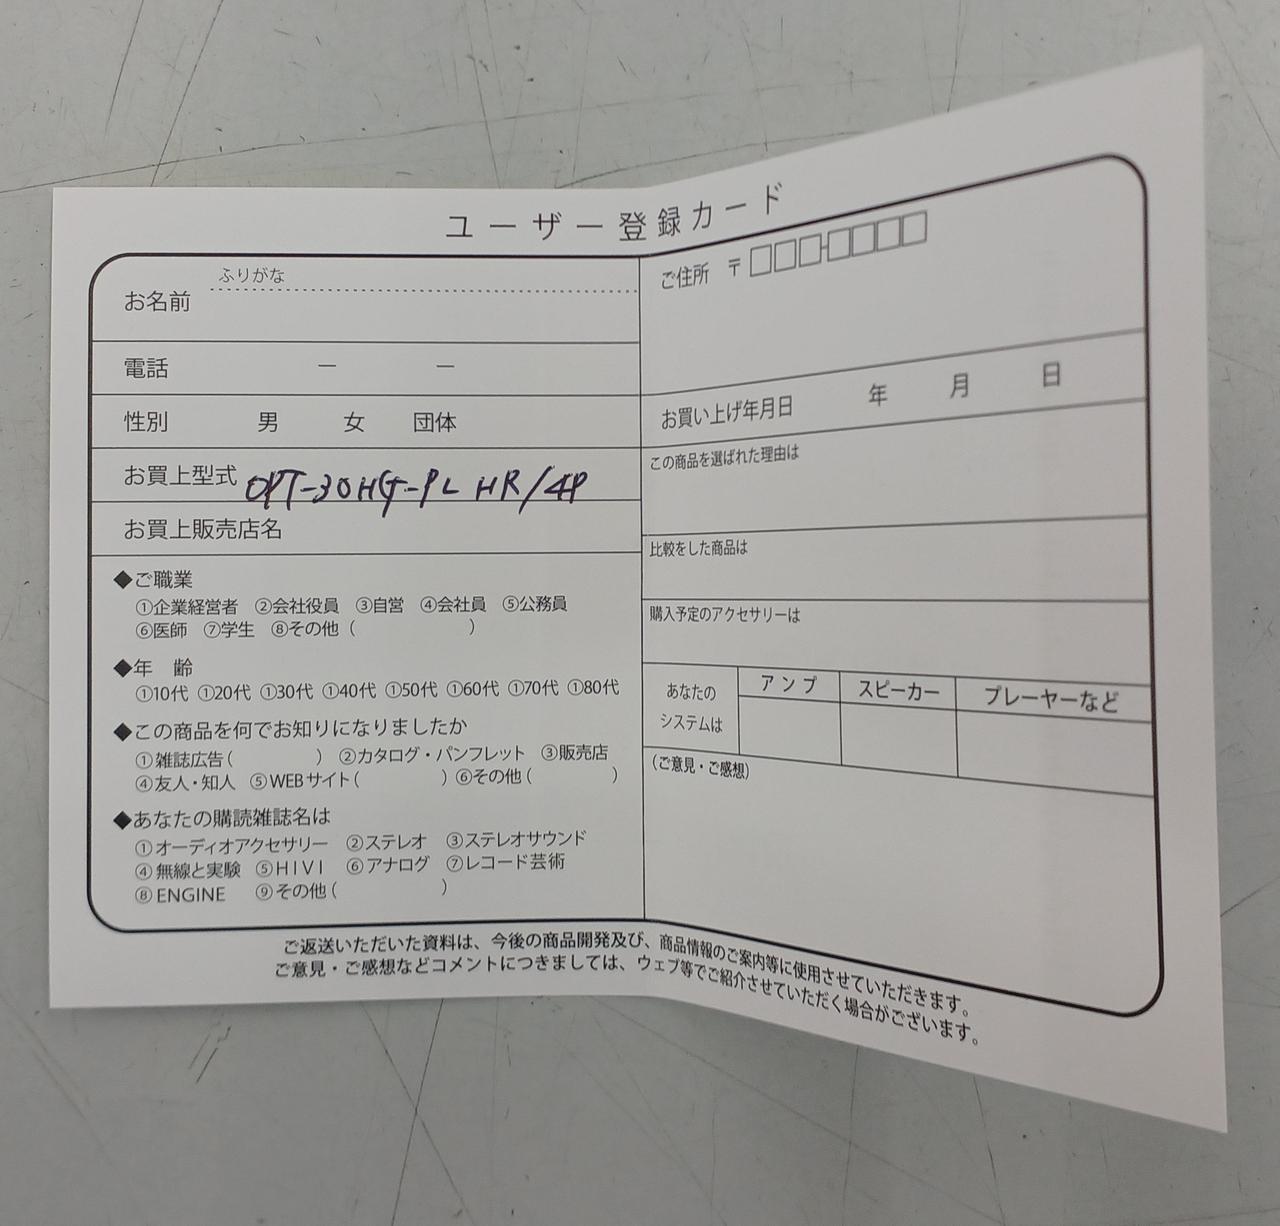 ユーザー登録カード
ふりがな
お名前
電話 ー ー
性別 男 女 団体
お買上型式 OPT-30HG-PL HR/4P
お買上販売店名
◆ご職業
①企業経営者 ②会社役員 ③自営 ④会社員 ⑤公務員
⑥医師 ⑦学生 ⑧その他（ ）
◆年 齢
①10代 ①20代 ①30代 ①40代 ①50代 ①60代 ①70代 ①80代
◆この商品を何でお知りになりましたか
①雑誌広告( ) ②カタログ・パンフレット ③販売店
④友人・知人 ⑤WEBサイト( ) ⑥その他( )
◆あなたの購読雑誌名は
①オーディオアクセサリー ②ステレオ ③ステレオサウンド
④無線と実験 ⑤HIVI ⑥アナログ ⑦レコード芸術
⑧ENGINE ⑨その他( )
ご住所 〒□□□-□□□□
お買い上げ年月日 年 月 日
この商品を選ばれた理由は
比較をした商品は
購入予定のアクセサリーは
あなたの
システムは
アンプ スピーカー プレーヤーなど
(ご意見・ご感想)
ご返送いただいた資料は、今後の商品開発及び、商品情報のご案内等に使用させていただきます。
ご意見・ご感想などコメントにつきましては、ウェブ等でご紹介させていただく場合がございます。